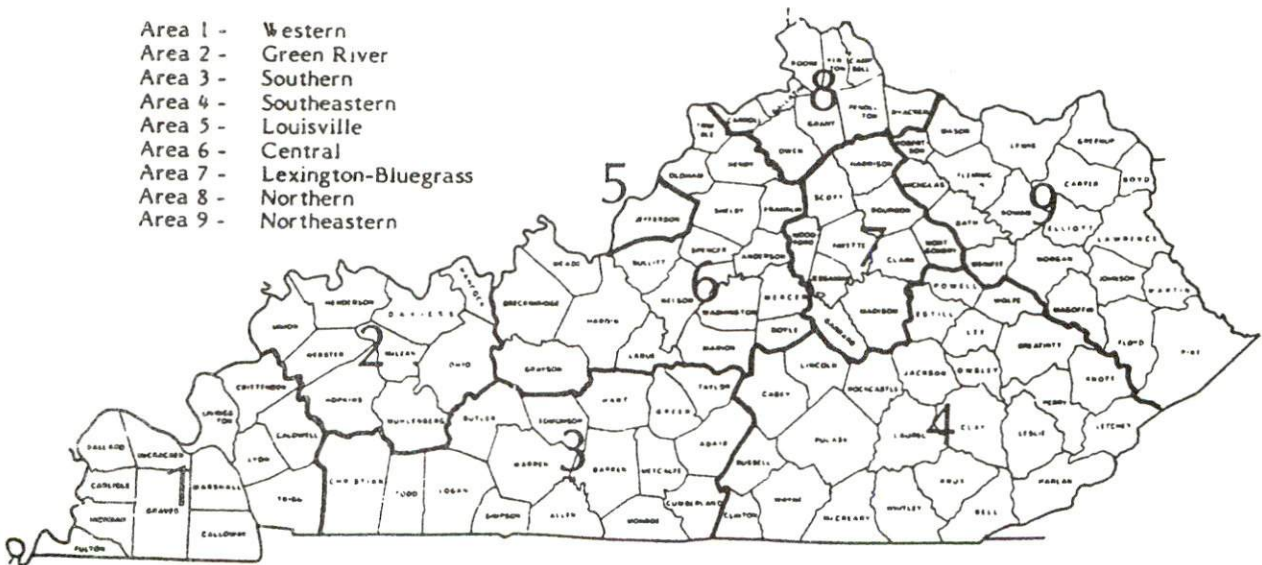 Area 1 - Western
Area 2 - Green River
Area 3 - Southern
Area 4 - Southeastern
Area 5 - Louisville
Area 6 - Central
Area 7 - Lexington-Bluegrass
Area 8 - Northern
Area 9 - Northeastern
8
BOONE
GRANT
OWEN
CARROLL
HARRISON
MASON
LEWIS
GREENUP
CARTER
BOYD
9
ELLIOTT
LAWRENCE
ROWAN
NICHOLAS
BATH
MORGAN
JOHNSON
MARTIN
MAGOFFIN
FLOYD
PIKE
5
OLDHAM
HENRY
JEFFERSON
SHELBY
FRANKLIN
SCOTT
BOURBON
FAYETTE
7
CLARK
MADISON
GARRARD
SPENCER
ANDERSON
BULLITT
NELSON
6
MERCER
WASHINGTON
BOYLE
MARION
MEADE
BRECKINRIDGE
HARDIN
LARUE
GRAYSON
HANCOCK
HENDERSON
DAVIESS
UNION
WEBSTER
2
McLEAN
OHIO
HOPKINS
MUHLENBERG
CRITTENDEN
CALDWELL
LYON
TRIGG
BALLARD
McCRACKEN
CARLISLE
1
MARSHALL
GRAVES
HICKMAN
CALLOWAY
FULTON
CHRISTIAN
TODD
LOGAN
BUTLER
EDMONSON
WARREN
3
SIMPSON
ALLEN
HART
GREEN
TAYLOR
BARREN
METCALFE
ADAIR
MONROE
CUMBERLAND
CLINTON
RUSSELL
CASEY
LINCOLN
ROCKCASTLE
PULASKI
WAYNE
McCREARY
WHITLEY
LAUREL
4
CLAY
JACKSON
OWSLEY
LEE
ESTILL
POWELL
WOLFE
BREATHITT
PERRY
KNOTT
LESLIE
LETCHER
HARLAN
KNOX
BELL